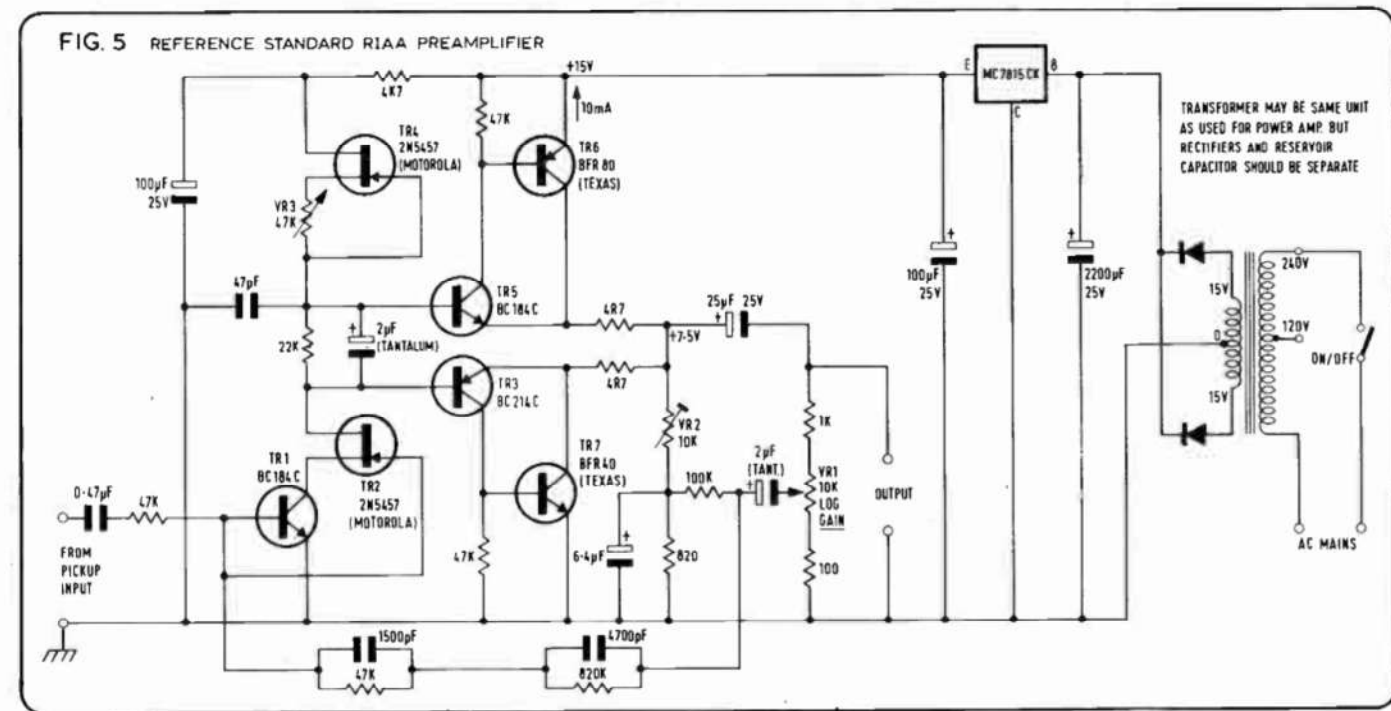 FIG. 5 REFERENCE STANDARD RIAA PREAMPLIFIER
+15V
4K7
10mA
47K
TR4
2N5457
(MOTOROLA)
TR6
BFR 80
(TEXAS)
E
MC7815CK
B
C
TRANSFORMER MAY BE SAME UNIT
AS USED FOR POWER AMP. BUT
RECTIFIERS AND RESERVOIR
CAPACITOR SHOULD BE SEPARATE
100µF
25V
VR3
47K
47pF
TR5
BC184C
22K
+
2µF
(TANTALUM)
4R7
+7·5V
25µF
+
25V
100µF
25V
+
2200µF
25V
+
15V
0
15V
240V
120V
ON/OFF
TR3
BC214C
4R7
TR1
BC184C
TR2
2N5457
(MOTOROLA)
VR2
10K
1K
TR7
BFR40
(TEXAS)
100K
2µF
(TANT.)
+
VR1
10K
LOG
GAIN
OUTPUT
0·47µF
47K
FROM
PICKUP
INPUT
47K
6·4µF
+
820
100
AC MAINS
1500pF
47K
4700pF
820K